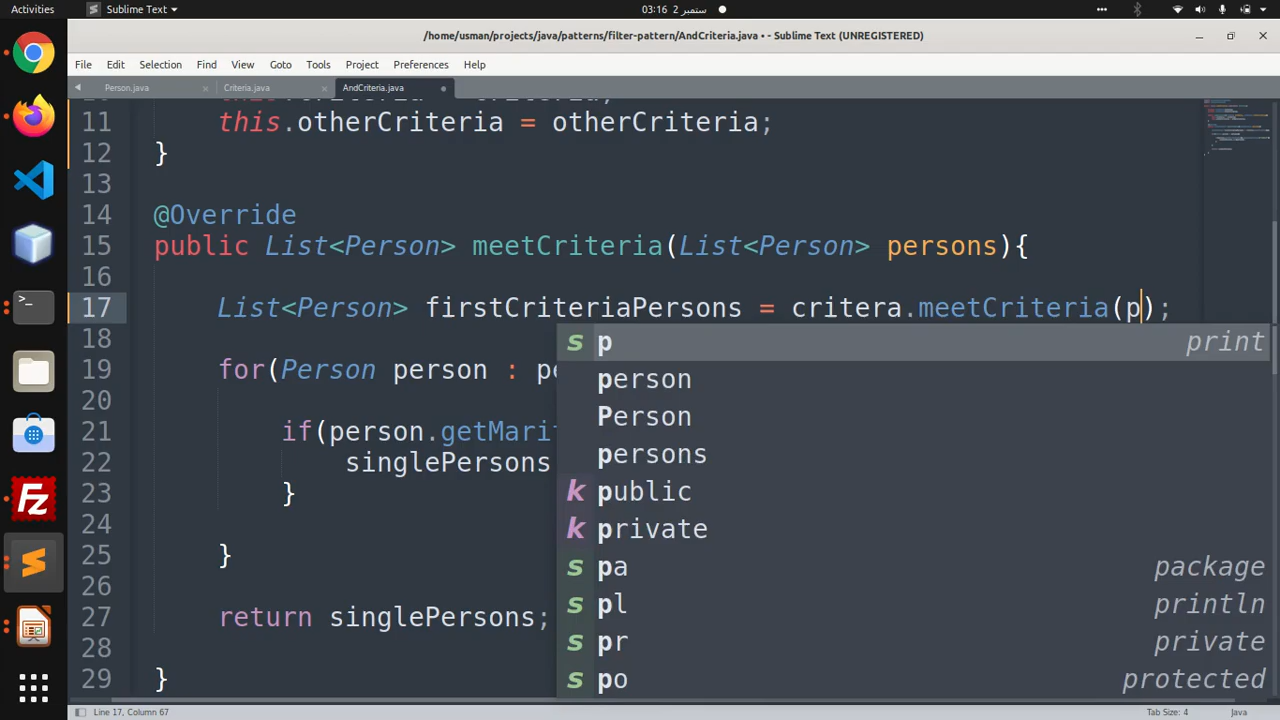 Activities Sublime Text 03:16 ستمبر 2
/home/usman/projects/java/patterns/filter-pattern/AndCriteria.java • - Sublime Text (UNREGISTERED)
File Edit Selection Find View Goto Tools Project Preferences Help
Person.java Criteria.java AndCriteria.java
11 this.otherCriteria = otherCriteria;
12 }
13
14 @Override
15 public List<Person> meetCriteria(List<Person> persons){
16
17 List<Person> firstCriteriaPersons = critera.meetCriteria(p);
18
s p print
19 for(Person person : pe
person
20
Person
21 if(person.getMarit
22 singlePersons
persons
23 }
k public
24
k private
25 }
s pa package
26
27 return singlePersons;
s pl println
28
s pr private
29 }
s po protected
Line 17, Column 67 Tab Size: 4 Java